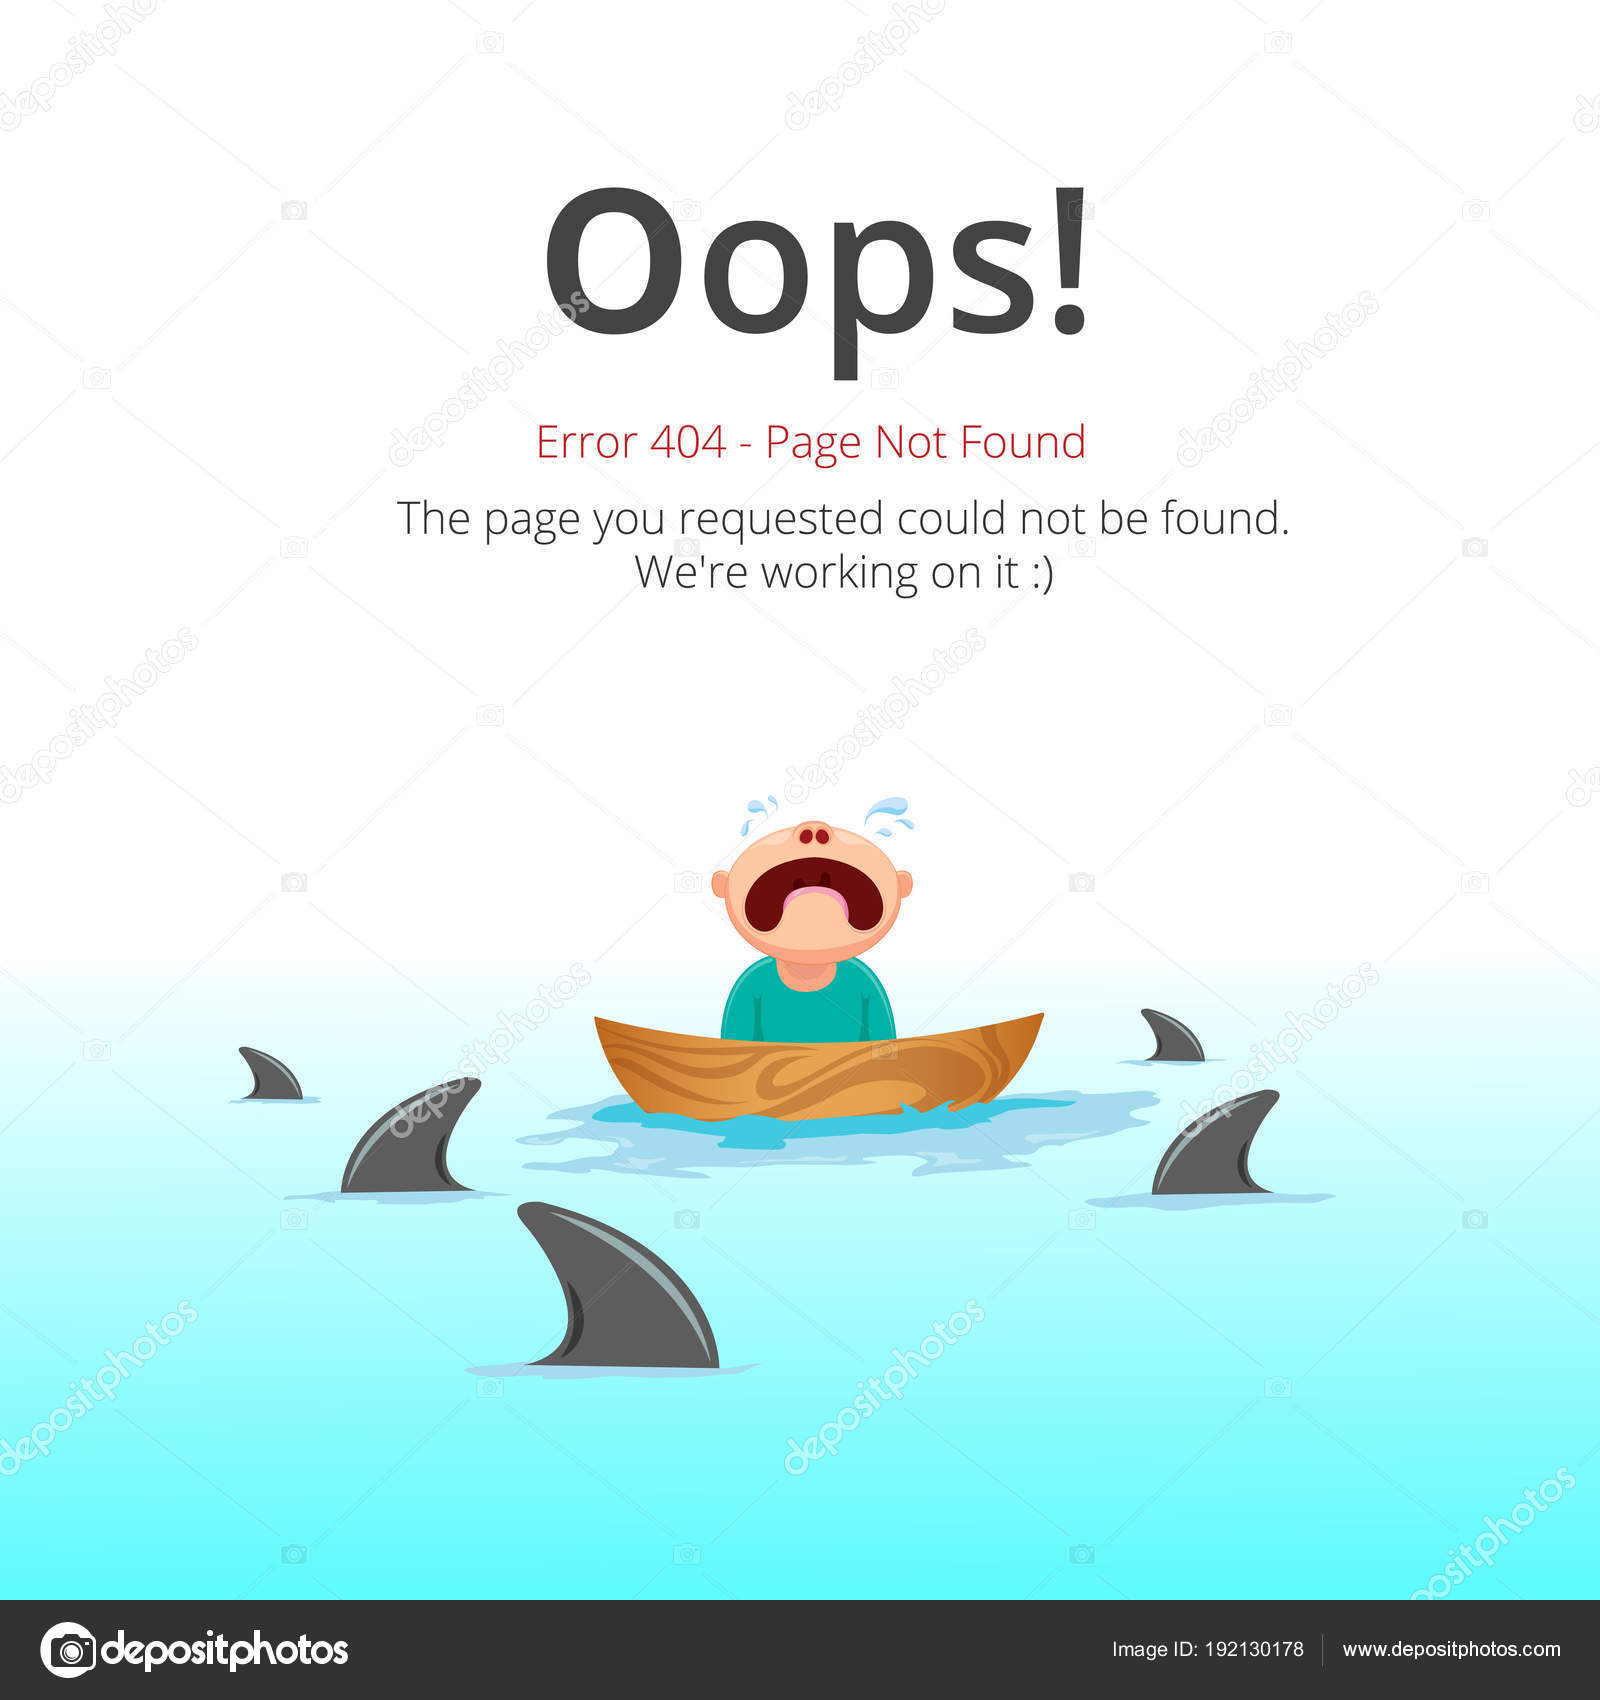 Oops!
Error 404 - Page Not Found
The page you requested could not be found.
We're working on it :)
depositphotos
Image ID: 192130178
www.depositphotos.com